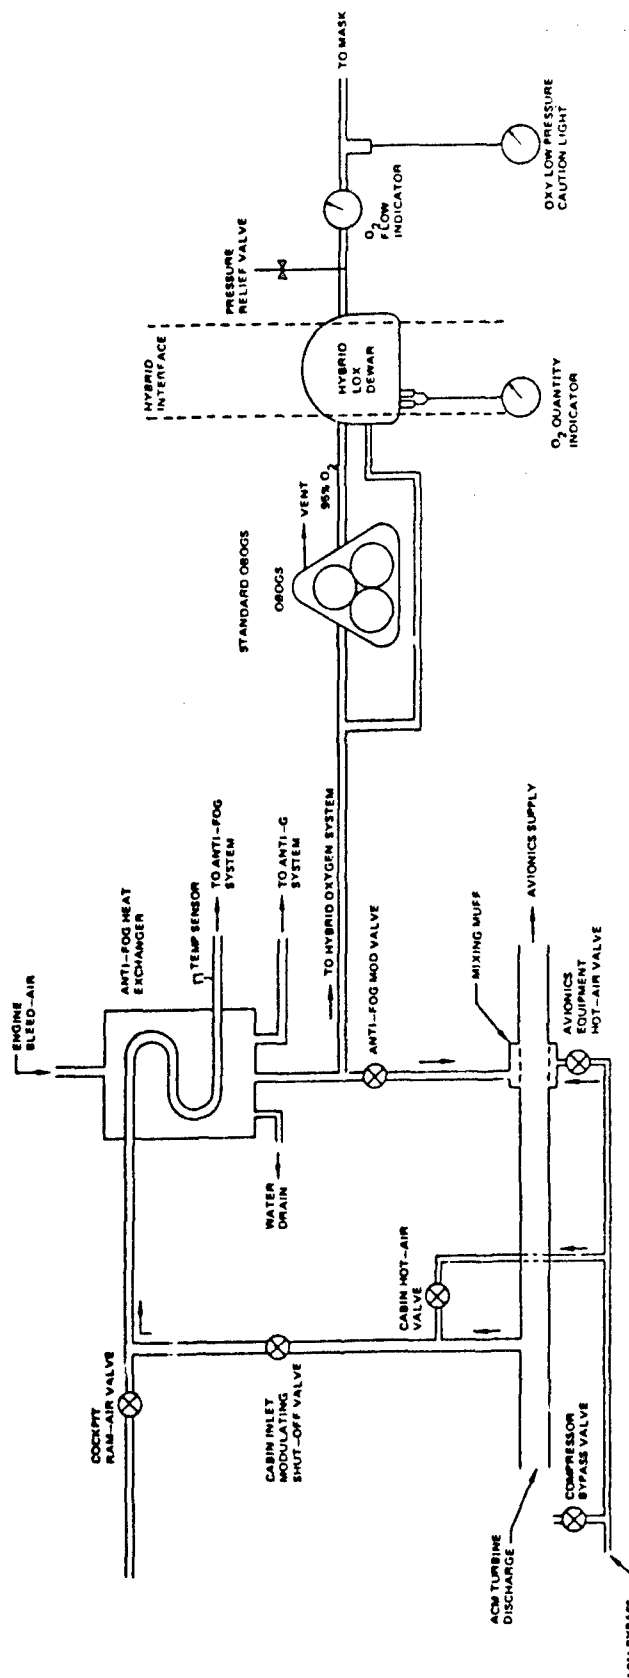 TO MASK
OXY LOW PRESSURE
CAUTION LIGHT
O2
FLOW
INDICATOR
PRESSURE
RELIEF VALVE
HYBRID
INTERFACE
HYBRID
LOX
DEWAR
O2 QUANTITY
INDICATOR
95% O2
VENT
STANDARD OBOGS
OBOGS
ENGINE
BLEED-AIR
ANTI-FOG HEAT
EXCHANGER
TEMP SENSOR
TO ANTI-FOG
SYSTEM
TO ANTI-G
SYSTEM
TO HYBRID OXYGEN SYSTEM
ANTI-FOG MOD VALVE
MIXING MUFF
AVIONICS SUPPLY
AVIONICS
EQUIPMENT
HOT-AIR VALVE
WATER
DRAIN
CABIN HOT-AIR
VALVE
COCKPIT
RAM-AIR VALVE
CABIN INLET
MODULATING
SHUT-OFF VALVE
ACM TURBINE
DISCHARGE
COMPRESSOR
BYPASS VALVE